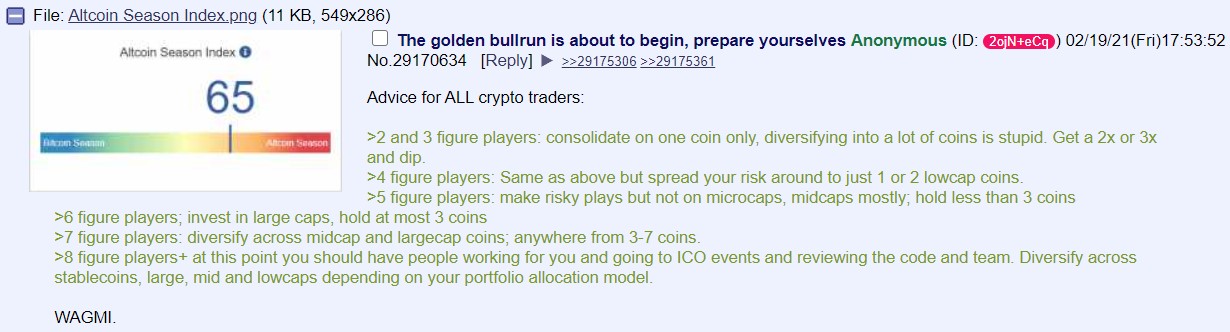 File: Altcoin Season Index.png (11 KB, 549x286)
Altcoin Season Index
65
Bitcoin Season
Altcoin Season
The golden bullrun is about to begin, prepare yourselves Anonymous (ID: 2ojN+eCq) 02/19/21(Fri)17:53:52
No.29170634 [Reply] ▶ >>29175306 >>29175361
Advice for ALL crypto traders:
>2 and 3 figure players: consolidate on one coin only, diversifying into a lot of coins is stupid. Get a 2x or 3x
and dip.
>4 figure players: Same as above but spread your risk around to just 1 or 2 lowcap coins.
>5 figure players: make risky plays but not on microcaps, midcaps mostly; hold less than 3 coins
>6 figure players; invest in large caps, hold at most 3 coins
>7 figure players: diversify across midcap and largecap coins; anywhere from 3-7 coins.
>8 figure players+ at this point you should have people working for you and going to ICO events and reviewing the code and team. Diversify across
stablecoins, large, mid and lowcaps depending on your portfolio allocation model.
WAGMI.